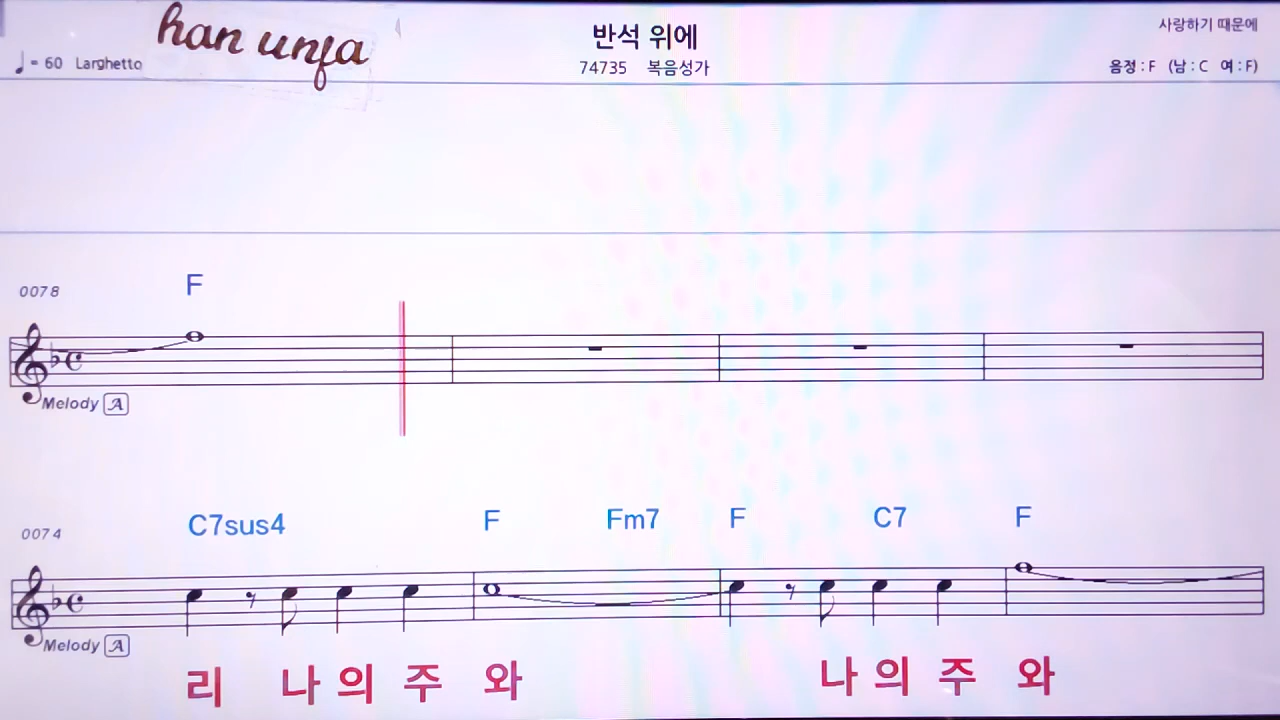 han unja
반석 위에
사랑하기 때문에
♩= 60 Larghetto
74735 복음성가
음정 : F (남 : C 여 : F)
0078 F
Melody A
0074 C7sus4 F Fm7 F C7 F
Melody A
리 나 의 주 와 나 의 주 와